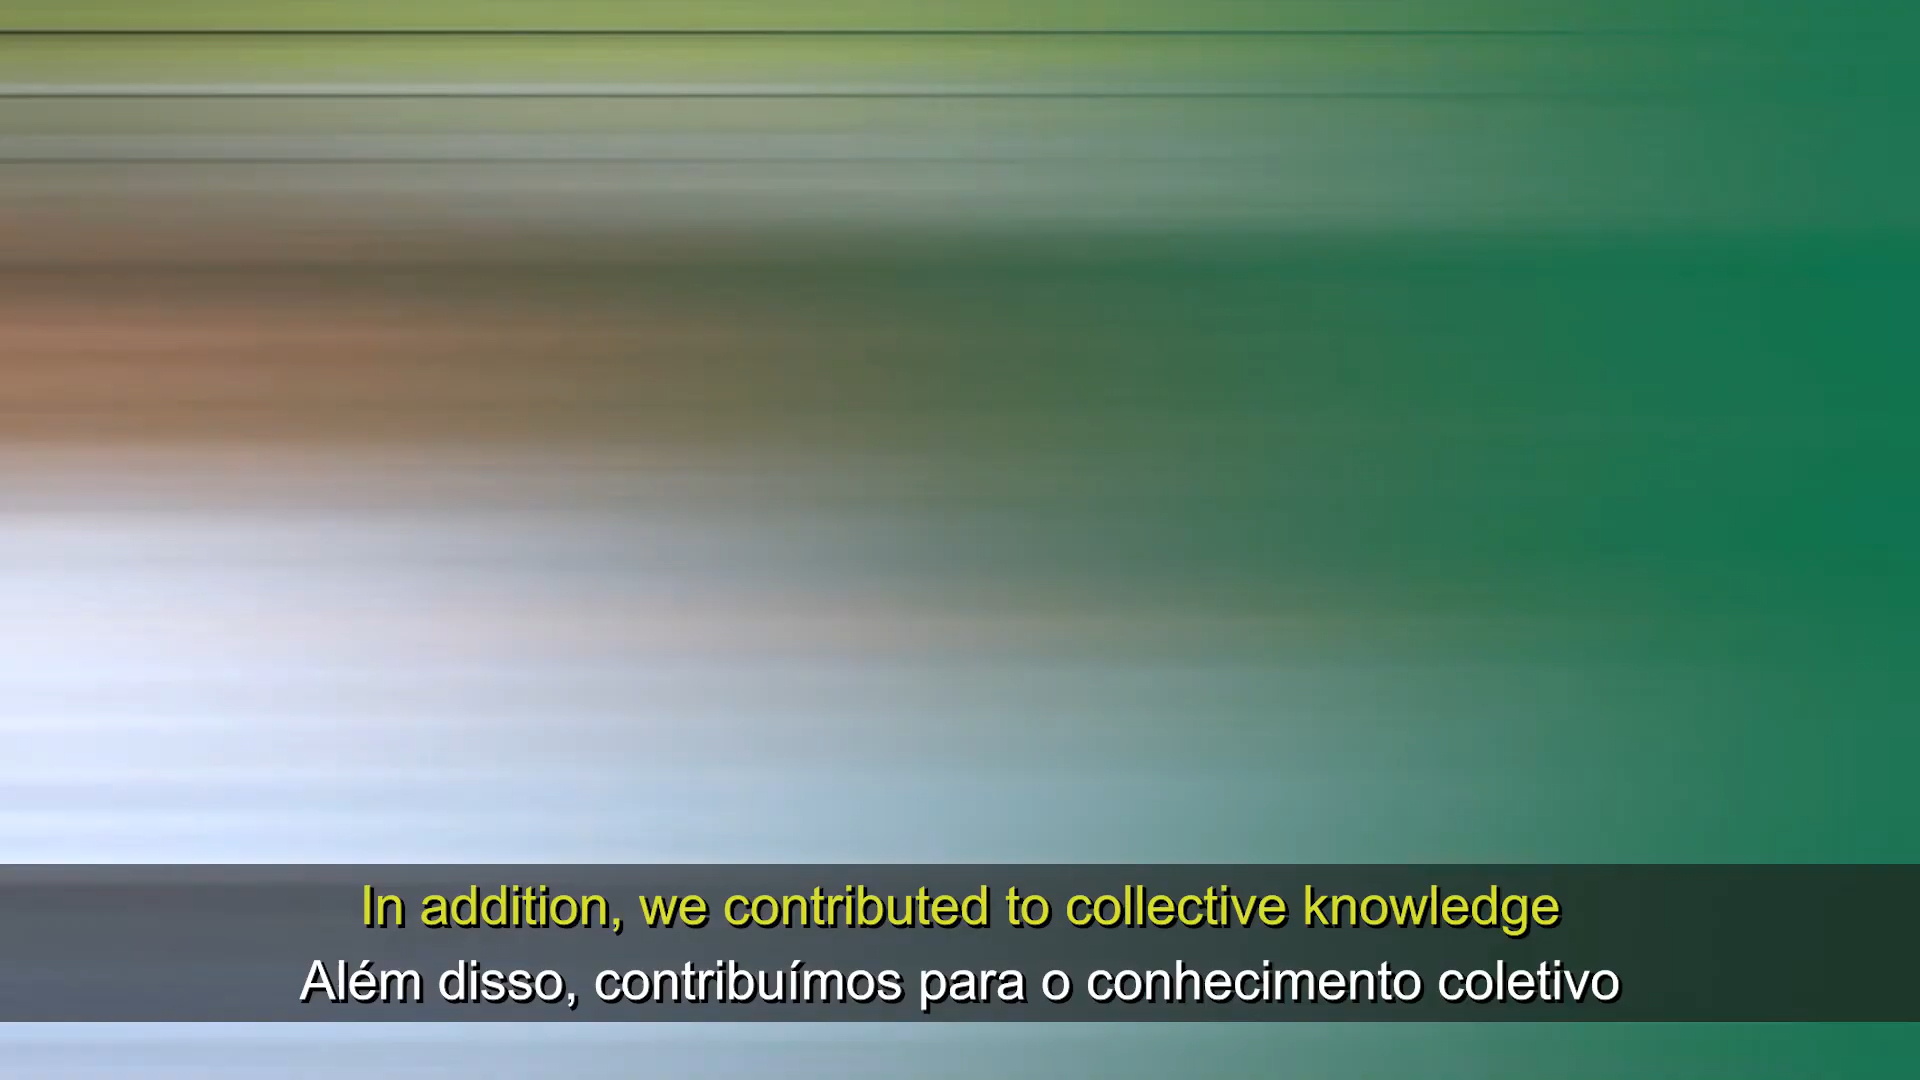 In addition, we contributed to collective knowledge
Além disso, contribuímos para o conhecimento coletivo